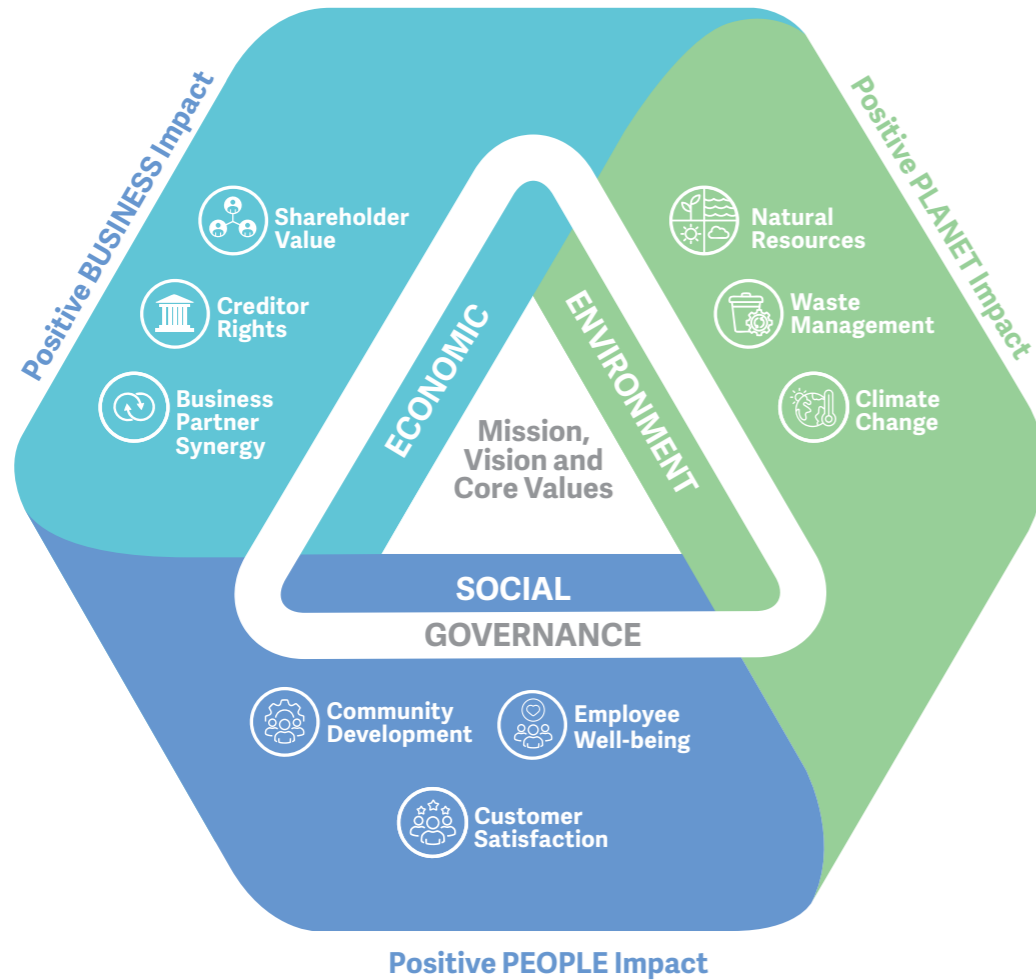 Positive BUSINESS Impact
Shareholder
Value
Creditor
Rights
Business
Partner
Synergy
Positive PLANET Impact
Natural
Resources
Waste
Management
Climate
Change
ECONOMIC
ENVIRONMENT
Mission,
Vision and
Core Values
SOCIAL
GOVERNANCE
Community
Development
Employee
Well-being
Customer
Satisfaction
Positive PEOPLE Impact